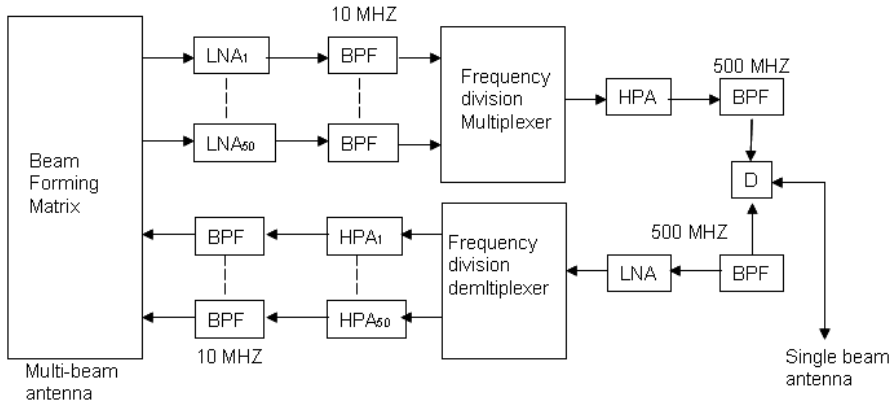 10 MHZ
LNA1
BPF
Frequency
division
Multiplexer
HPA
500 MHZ
BPF
LNA50
BPF
D
Beam
Forming
Matrix
BPF
HPA1
Frequency
division
demltiplexer
500 MHZ
LNA
BPF
BPF
HPA50
10 MHZ
Multi-beam
antenna
Single beam
antenna